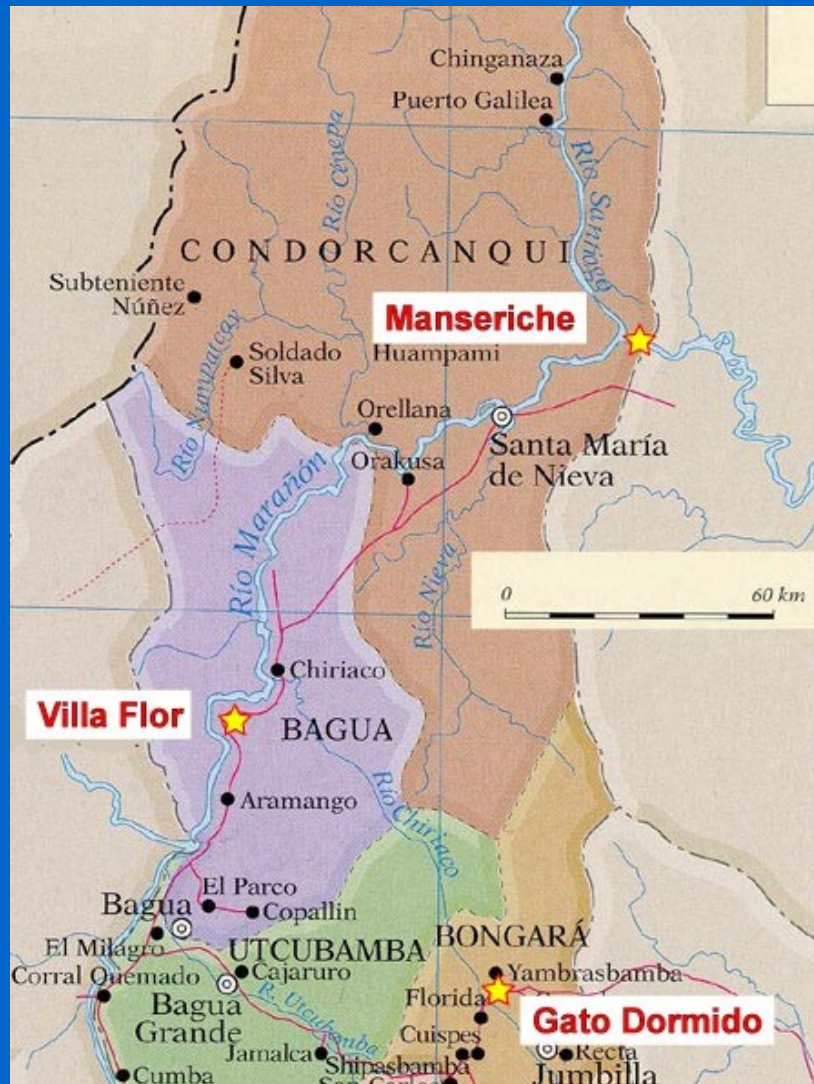 Chinganaza
Puerto Galilea
Río Cenepa
Río Santiago
CONDORCANQUI
Subteniente
Núñez
Manseriche
Soldado
Silva
Huampami
Río Numpatcay
Orellana
Santa María
de Nieva
Orakusa
Río Marañón
Río Nieva
0 60 km
Chiriaco
Villa Flor
BAGUA
Aramango
Río Chiriaco
El Parco
Bagua
Copallin
El Milagro
UTCUBAMBA
BONGARÁ
Corral Quemado
Cajaruro
Yambrasbamba
Bagua
Grande
R. Utcubamba
Florida
Gato Dormido
Cuispes
Jamalca
Shipasbamba
Recta
Jumbilla
Cumba